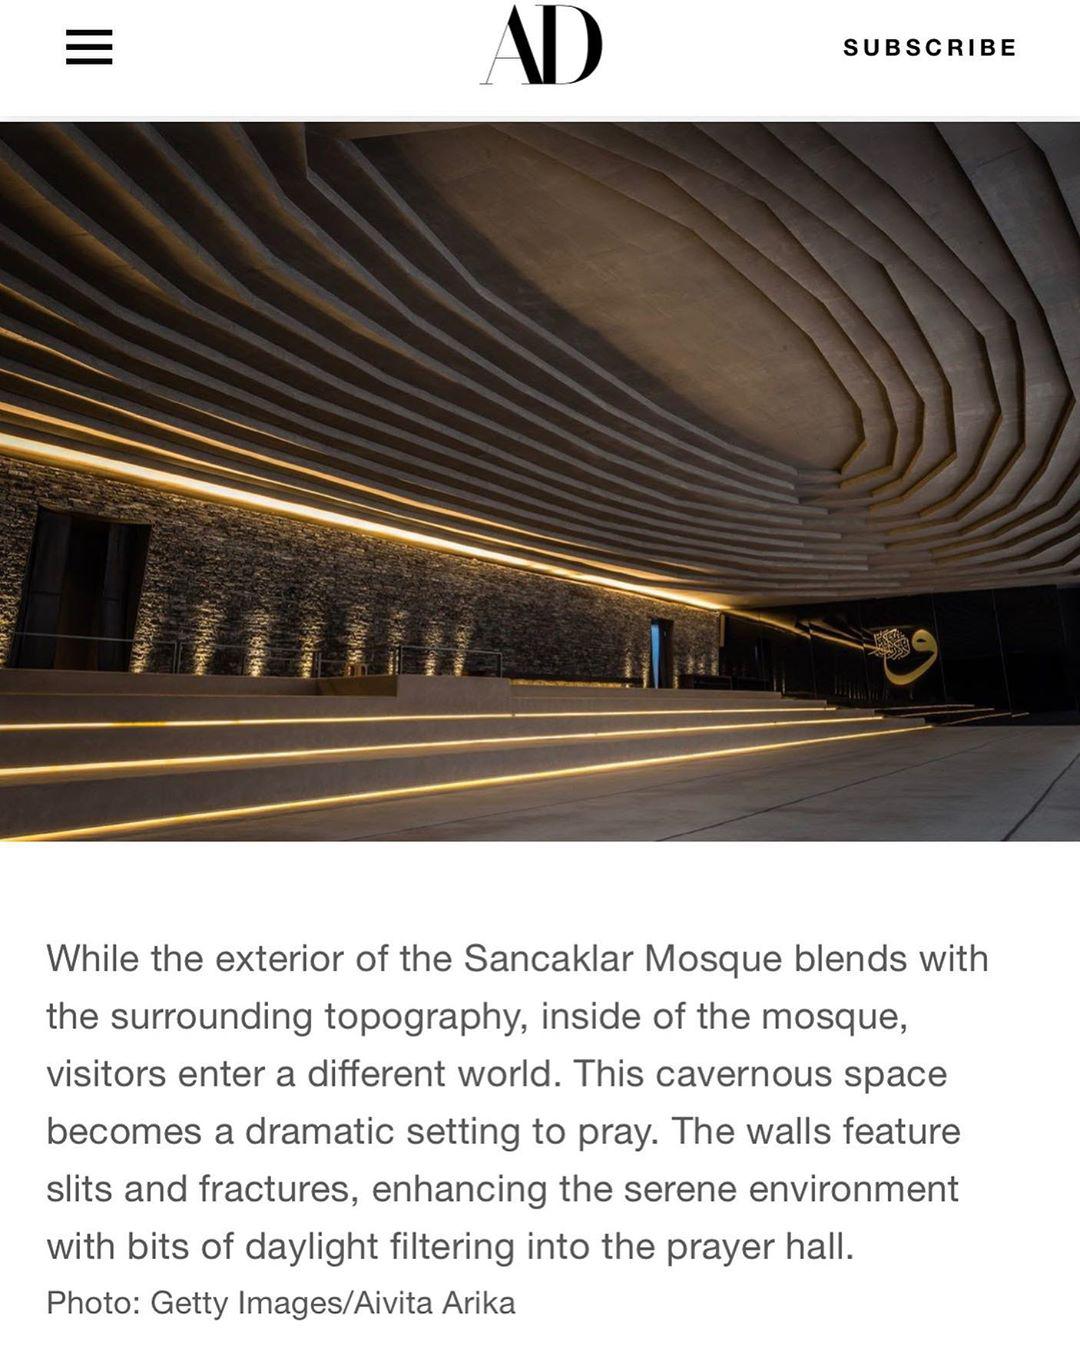 AD
SUBSCRIBE
و
While the exterior of the Sancaklar Mosque blends with
the surrounding topography, inside of the mosque,
visitors enter a different world. This cavernous space
becomes a dramatic setting to pray. The walls feature
slits and fractures, enhancing the serene environment
with bits of daylight filtering into the prayer hall.
Photo: Getty Images/Aivita Arika